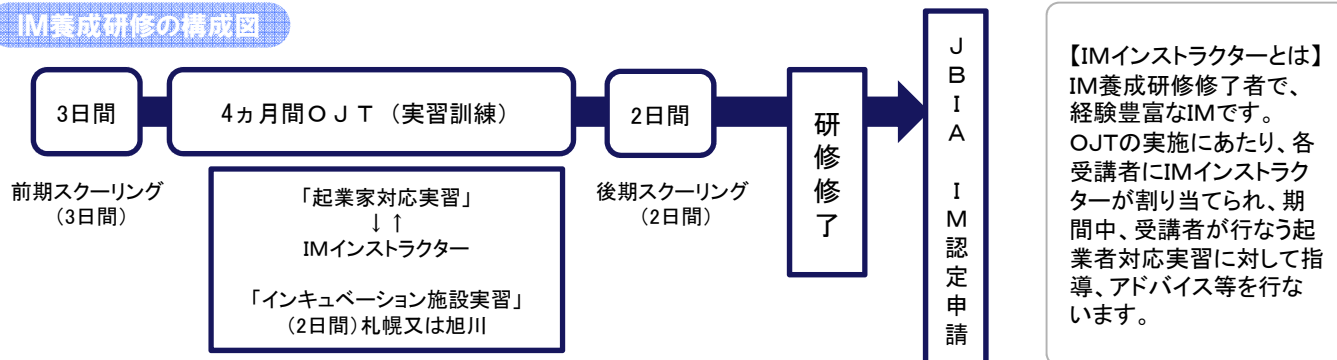 IM養成研修の構成図
3日間
4ヵ月間OJT（実習訓練）
2日間
研修修了
JBIA IM認定申請
前期スクーリング
（3日間）
「起業家対応実習」
↓↑
IMインストラクター
「インキュベーション施設実習」
（2日間）札幌又は旭川
後期スクーリング
（2日間）
【IMインストラクターとは】
IM養成研修修了者で、
経験豊富なIMです。
OJTの実施にあたり、各
受講者にIMインストラク
ターが割り当てられ、期
間中、受講者が行なう起
業者対応実習に対して指
導、アドバイス等を行な
います。